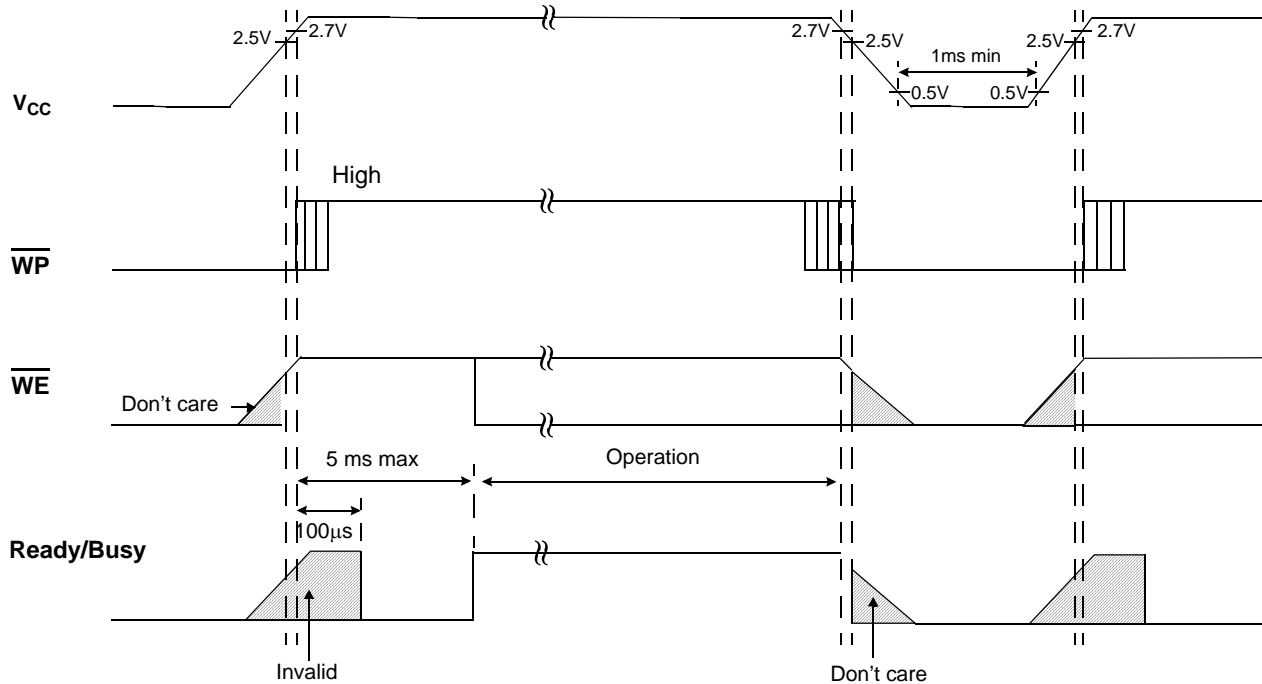 2.5V 2.7V 2.7V 2.5V 2.5V 2.7V
1ms min
0.5V 0.5V
VCC
High
WP
WE
Don't care
5 ms max Operation
100µs
Ready/Busy
Invalid Don't care